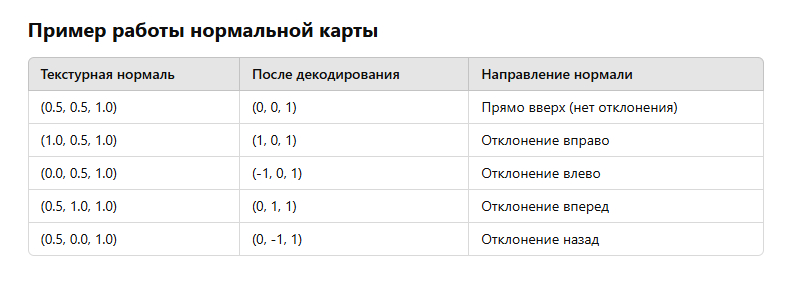 Пример работы нормальной карты
Текстурная нормаль После декодирования Направление нормали
(0.5, 0.5, 1.0) (0, 0, 1) Прямо вверх (нет отклонения)
(1.0, 0.5, 1.0) (1, 0, 1) Отклонение вправо
(0.0, 0.5, 1.0) (-1, 0, 1) Отклонение влево
(0.5, 1.0, 1.0) (0, 1, 1) Отклонение вперед
(0.5, 0.0, 1.0) (0, -1, 1) Отклонение назад